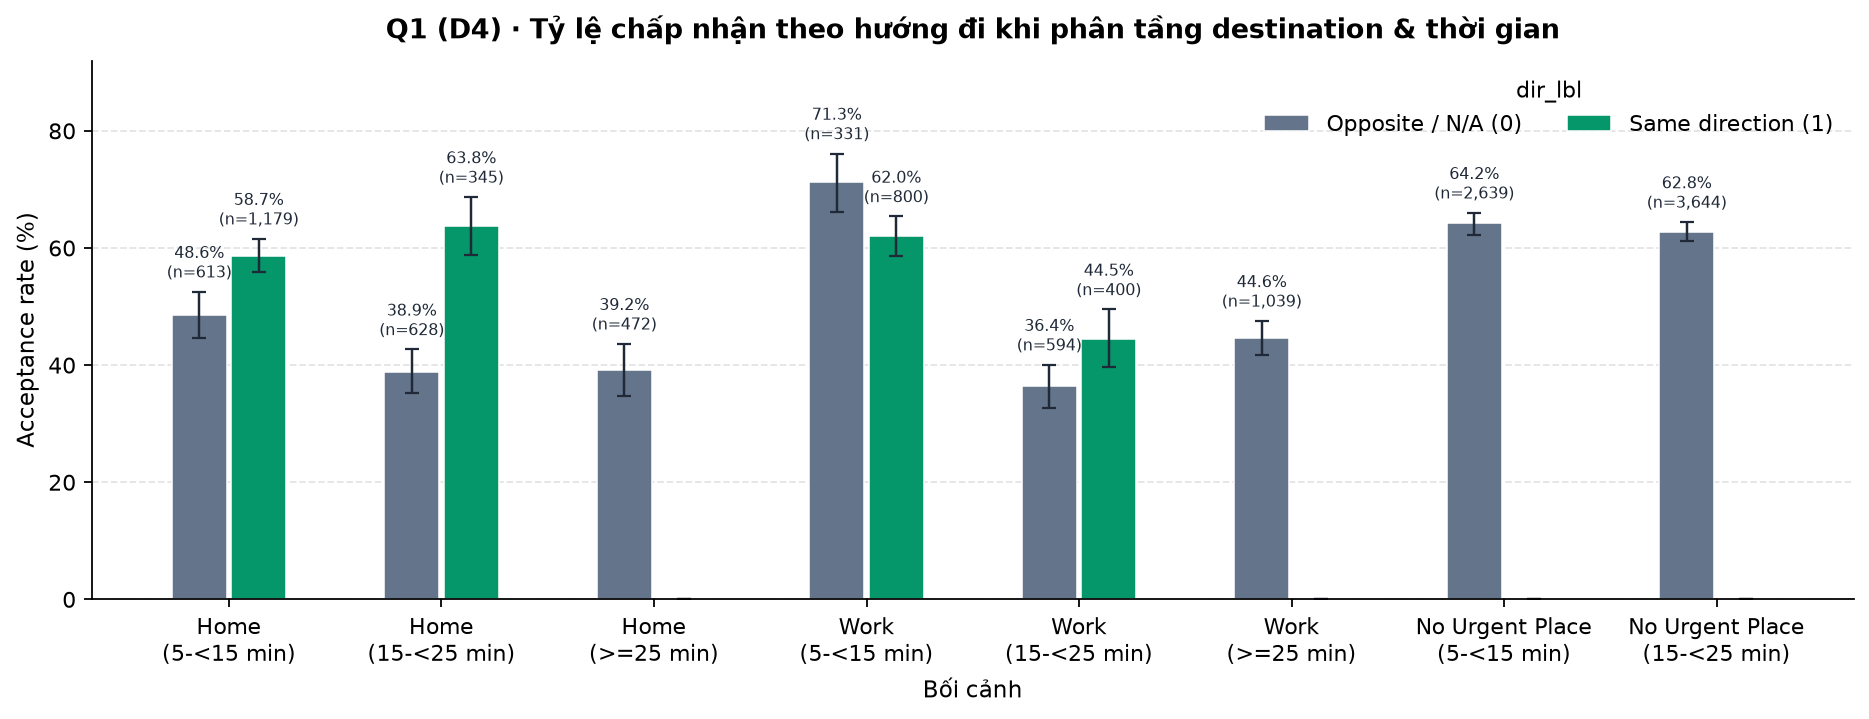 Q1 (D4) · Tỷ lệ chấp nhận theo hướng đi khi phân tầng destination & thời gian
dir_lbl
Opposite / N/A (0)
Same direction (1)
Acceptance rate (%)
80
60
40
20
0
48.6%
(n=613)
58.7%
(n=1,179)
38.9%
(n=628)
63.8%
(n=345)
39.2%
(n=472)
71.3%
(n=331)
62.0%
(n=800)
36.4%
(n=594)
44.5%
(n=400)
44.6%
(n=1,039)
64.2%
(n=2,639)
62.8%
(n=3,644)
Home
(5-<15 min)
Home
(15-<25 min)
Home
(>=25 min)
Work
(5-<15 min)
Work
(15-<25 min)
Work
(>=25 min)
No Urgent Place
(5-<15 min)
No Urgent Place
(15-<25 min)
Bối cảnh